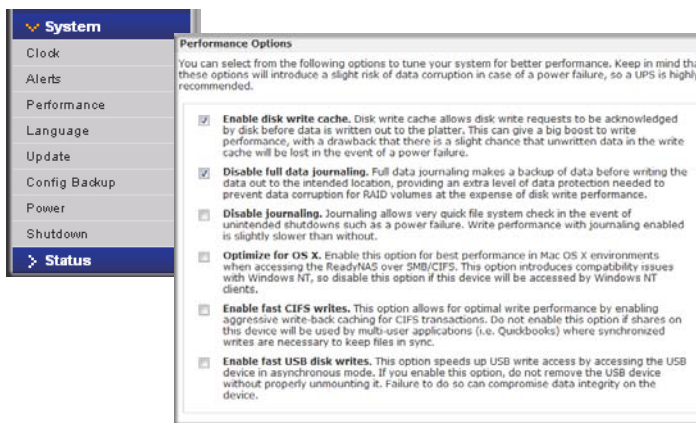 System
Clock
Alerts
Performance
Language
Update
Config Backup
Power
Shutdown
Status
Performance Options
You can select from the following options to tune your system for better performance. Keep in mind tha
these options will introduce a slight risk of data corruption in case of a power failure, so a UPS is highly
recommended.
Enable disk write cache. Disk write cache allows disk write requests to be acknowledged
by disk before data is written out to the platter. This can give a big boost to write
performance, with a drawback that there is a slight chance that unwritten data in the write
cache will be lost in the event of a power failure.
Disable full data journaling. Full data journaling makes a backup of data before writing the
data out to the intended location, providing an extra level of data protection needed to
prevent data corruption for RAID volumes at the expense of disk write performance.
Disable journaling. Journaling allows very quick file system check in the event of
unintended shutdowns such as a power failure. Write performance with journaling enabled
is slightly slower than without.
Optimize for OS X. Enable this option for best performance in Mac OS X environments
when accessing the ReadyNAS over SMB/CIFS. This option introduces compatibility issues
with Windows NT, so disable this option if this device will be accessed by Windows NT
clients.
Enable fast CIFS writes. This option allows for optimal write performance by enabling
aggressive write-back caching for CIFS transactions. Do not enable this option if shares on
this device will be used by multi-user applications (i.e. Quickbooks) where synchronized
writes are necessary to keep files in sync.
Enable fast USB disk writes. This option speeds up USB write access by accessing the USB
device in asynchronous mode. If you enable this option, do not remove the USB device
without properly unmounting it. Failure to do so can compromise data integrity on the
device.